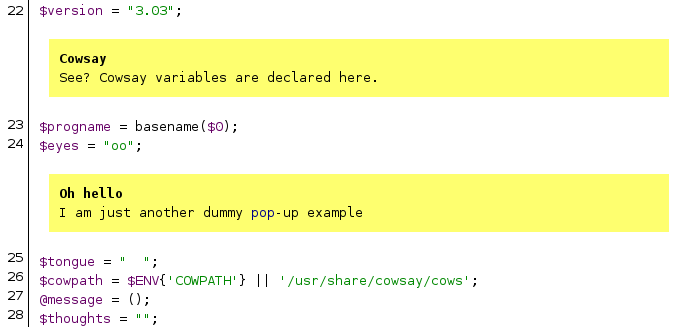 22 $version = "3.03";
Cowsay
See? Cowsay variables are declared here.
23 $progname = basename($0);
24 $eyes = "oo";
Oh hello
I am just another dummy pop-up example
25 $tongue = "  ";
26 $cowpath = $ENV{'COWPATH'} || '/usr/share/cowsay/cows';
27 @message = ();
28 $thoughts = "";